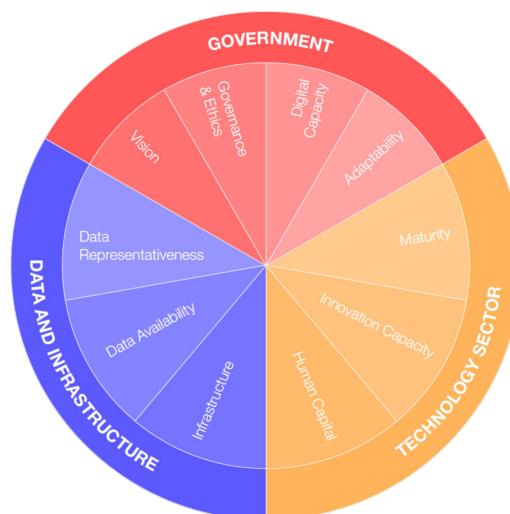 GOVERNMENT
Vision
Governance
& Ethics
Digital
Capacity
Adaptability
TECHNOLOGY SECTOR
Maturity
Innovation Capacity
Human Capital
DATA AND INFRASTRUCTURE
Infrastructure
Data Availability
Data
Representativeness